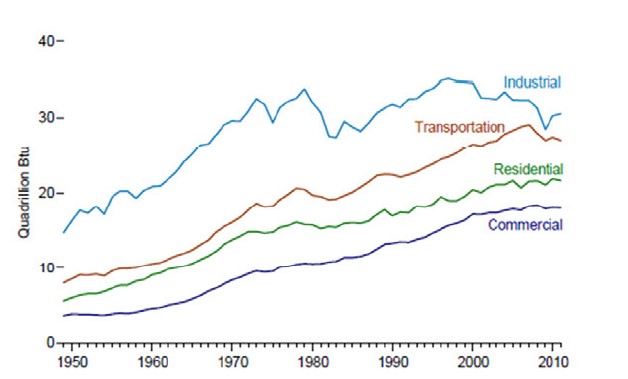 40
Industrial
30
Transportation
Residential
20
Commercial
10
0
Quadrillion Btu
1950 1960 1970 1980 1990 2000 2010